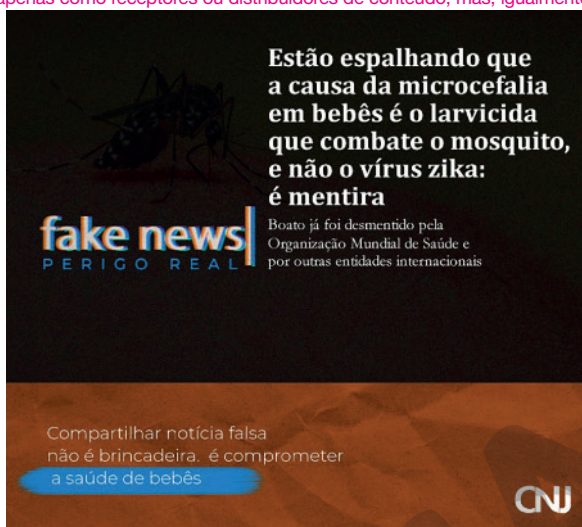 apenas como receptores ou distribuidores de conteúdo, mas, igualmente
Estão espalhando que
a causa da microcefalia
em bebês é o larvicida
que combate o mosquito,
e não o vírus zika:
é mentira
fake news
PERIGO REAL
Boato já foi desmentido pela
Organização Mundial de Saúde e
por outras entidades internacionais
Compartilhar notícia falsa
não é brincadeira. é comprometer
a saúde de bebês
CNJ